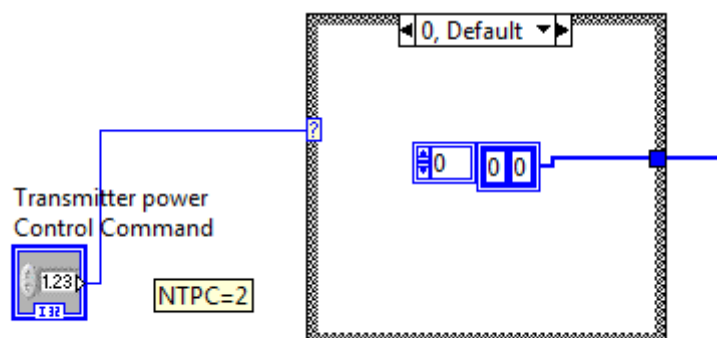 0, Default
?
0
0 0
Transmitter power
Control Command
1.23
I32
NTPC=2